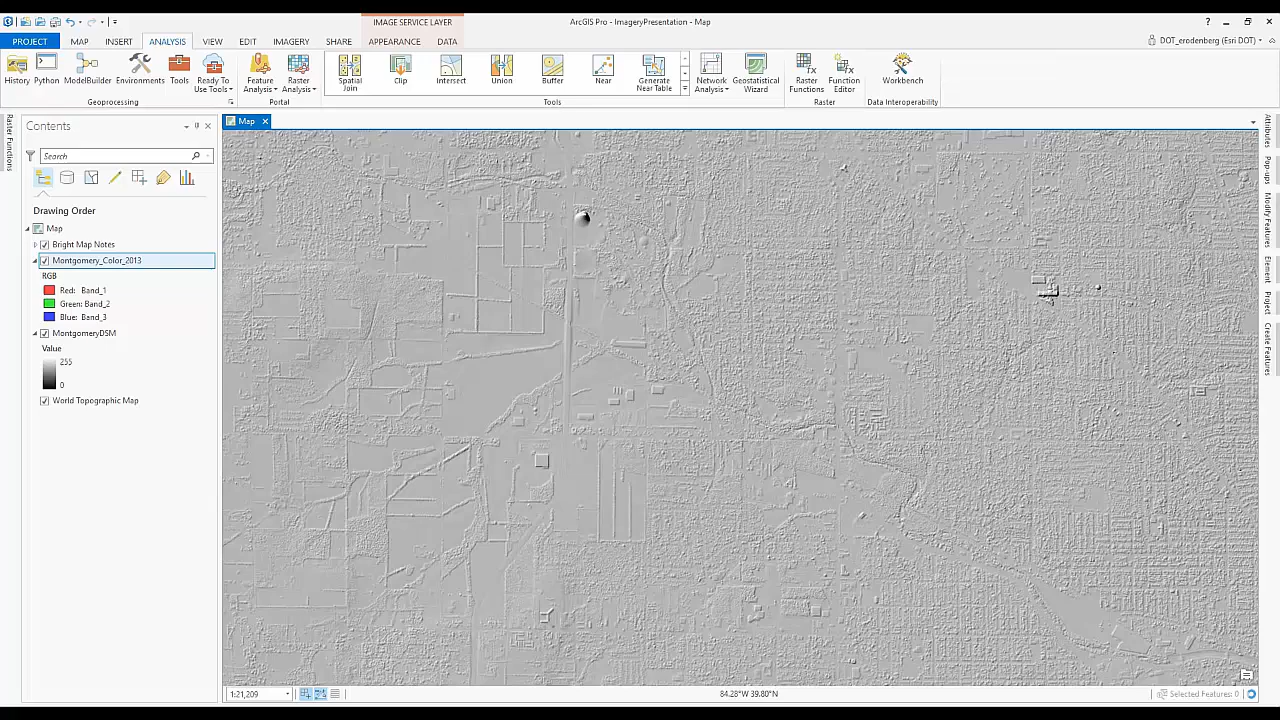 IMAGE SERVICE LAYER
ArcGIS Pro - ImageryPresentation - Map
PROJECT MAP INSERT ANALYSIS VIEW EDIT IMAGERY SHARE APPEARANCE DATA
DOT_erodenberg (Esri DOT)
History Python ModelBuilder Environments Tools Ready To Use Tools Feature Analysis Raster Analysis Spatial Join Clip Intersect Union Buffer Near Generate Near Table Network Analysis Geostatistical Wizard Raster Functions Function Editor Workbench
Geoprocessing Portal Tools Raster Data Interoperability
Raster Functions
Contents
Map
Search
Drawing Order
Map
Bright Map Notes
Montgomery_Color_2013
RGB
Red: Band_1
Green: Band_2
Blue: Band_3
MontgomeryDSM
Value
255
0
World Topographic Map
Attributes
Pop-ups
Modify Features
Element
Project
Create Features
1:21,209
84.28°W 39.80°N
Selected Features: 0